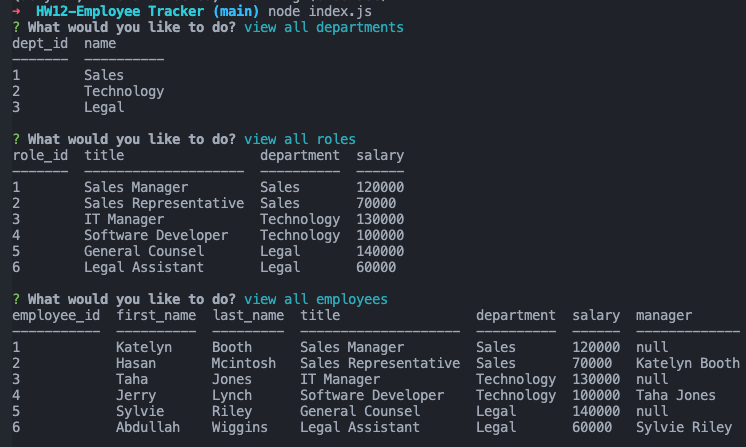 ➜  HW12-Employee Tracker (main) node index.js
? What would you like to do? view all departments
dept_id  name
-------  ----------
1        Sales
2        Technology
3        Legal
? What would you like to do? view all roles
role_id  title                 department  salary
-------  --------------------  ----------  ------
1        Sales Manager         Sales       120000
2        Sales Representative  Sales       70000
3        IT Manager            Technology  130000
4        Software Developer    Technology  100000
5        General Counsel       Legal       140000
6        Legal Assistant       Legal       60000
? What would you like to do? view all employees
employee_id  first_name  last_name  title                 department  salary  manager
-----------  ----------  ---------  --------------------  ----------  ------  -------------
1            Katelyn     Booth      Sales Manager         Sales       120000  null
2            Hasan       Mcintosh   Sales Representative  Sales       70000   Katelyn Booth
3            Taha        Jones      IT Manager            Technology  130000  null
4            Jerry       Lynch      Software Developer    Technology  100000  Taha Jones
5            Sylvie      Riley      General Counsel       Legal       140000  null
6            Abdullah    Wiggins    Legal Assistant       Legal       60000   Sylvie Riley